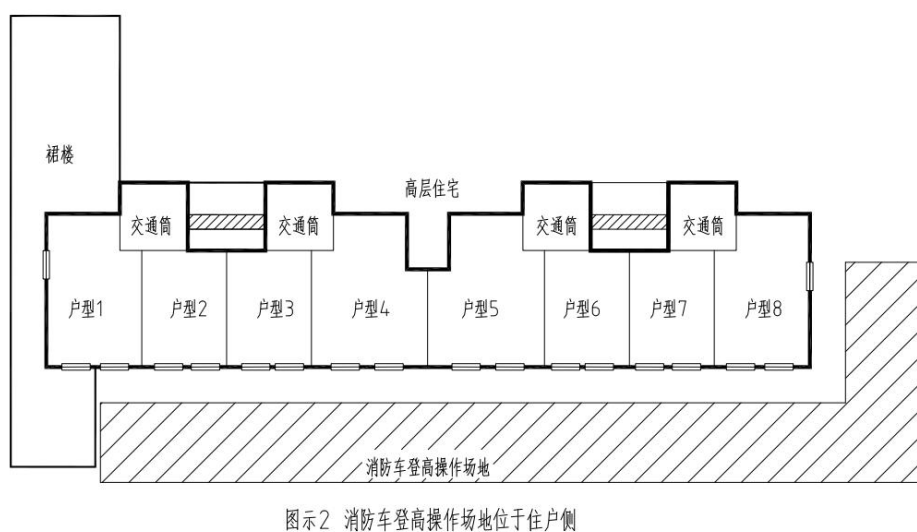 裙楼
高层住宅
交通筒 交通筒 交通筒 交通筒
户型1 户型2 户型3 户型4 户型5 户型6 户型7 户型8
消防车登高操作场地
图示2 消防车登高操作场地位于住户侧